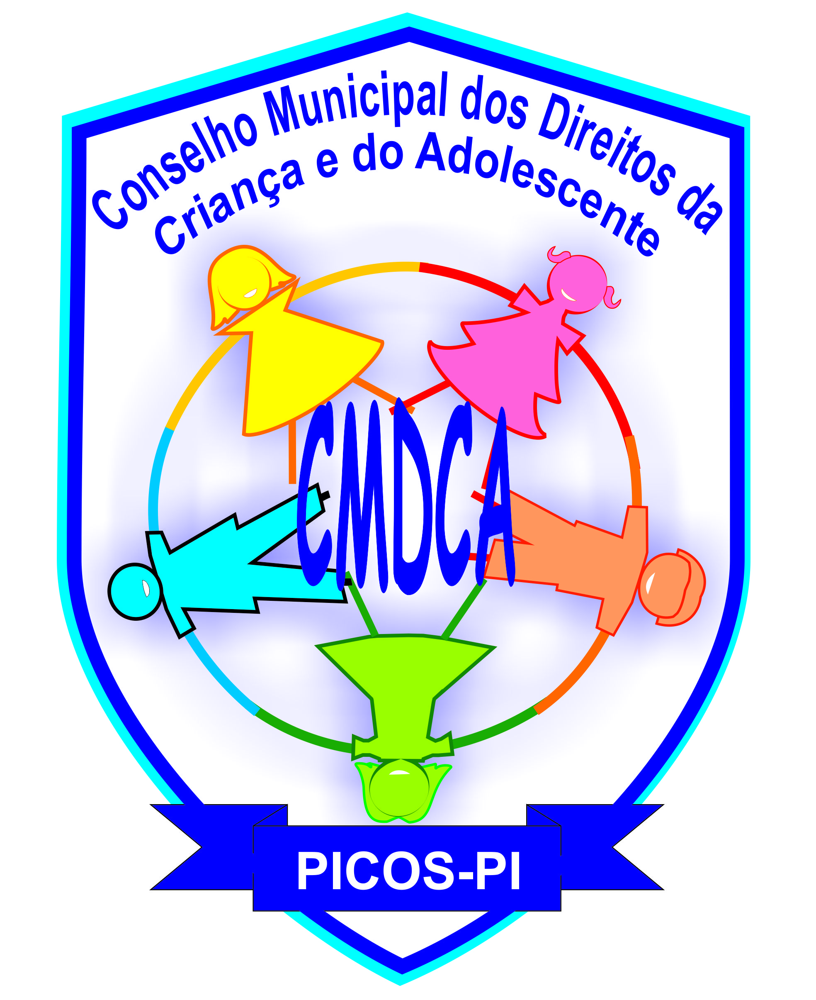 Conselho Municipal dos Direitos da
Criança e do Adolescente
CMDCA
PICOS-PI